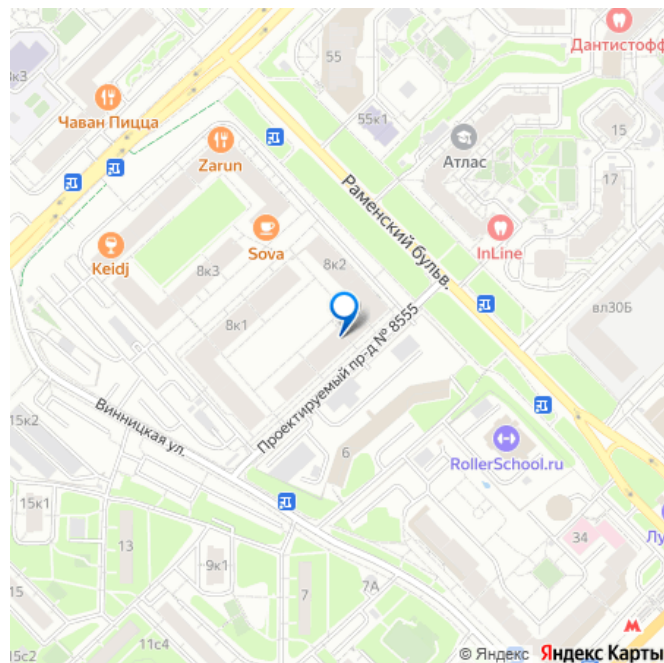 Дантистофф
55
8к3
Чаван Пицца
55к1
15
Атлас
Zarun
17
Раменский бульв.
InLine
Sova
8к2
Keidj
8к3
вл30Б
8к1
Проектируемый пр-д № 8555
Винницкая ул.
15к2
6
RollerSchool.ru
15к1
34
Лу
13
9к1
7А
15
7
11с4
15с2
© Яндекс Яндекс Карты